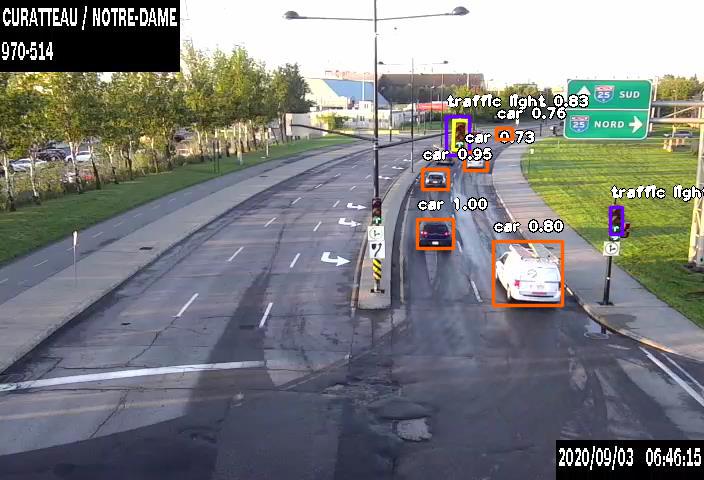 CURATTEAU / NOTRE-DAME
970-514
traffic light 0.83
car 0.76
car 0.73
car 0.95
car 1.00
car 0.80
traffic light
25 SUD
25 NORD
2020/09/03 06:46:15